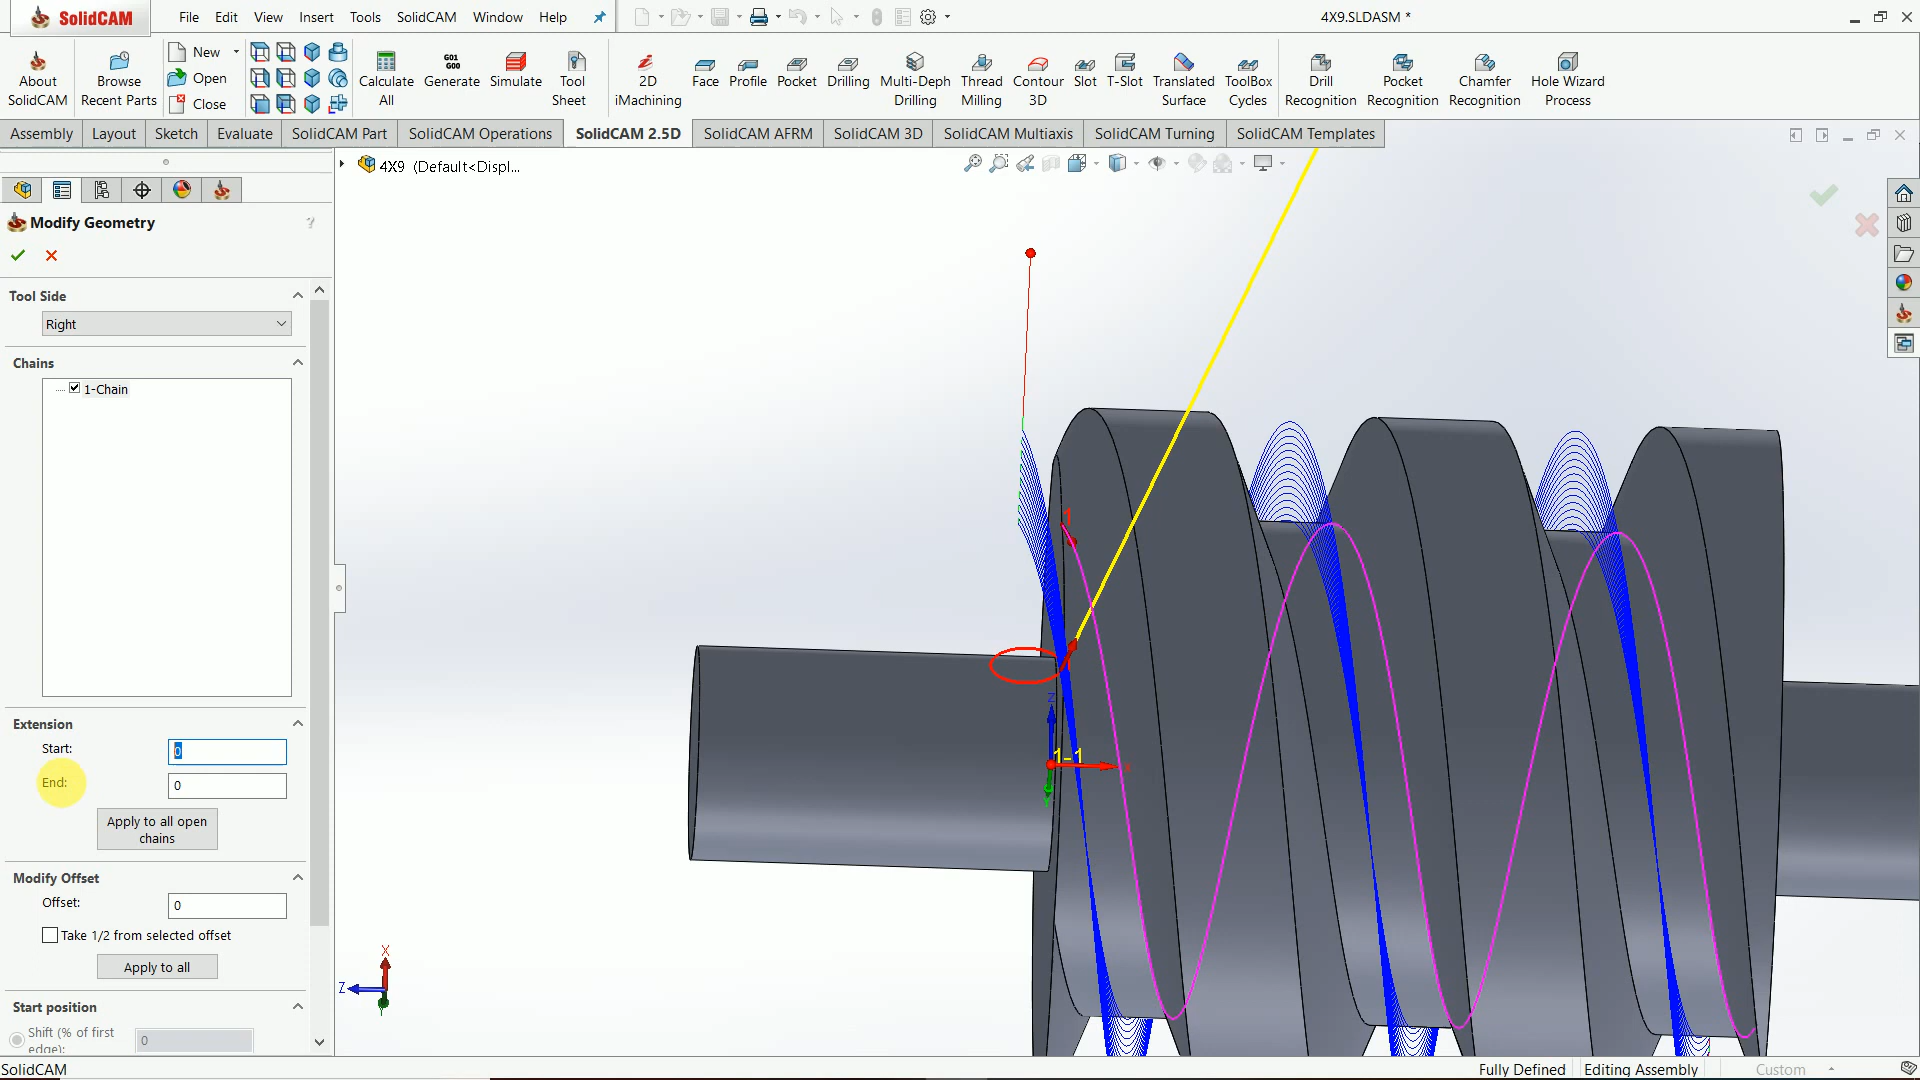 SolidCAM
File Edit View Insert Tools SolidCAM Window Help
4X9.SLDASM *
About SolidCAM
Browse Recent Parts
New
Open
Close
Calculate All
G01 G00
Generate
Simulate
Tool Sheet
2D iMachining
Face
Profile
Pocket
Drilling
Multi-Deph Drilling
Thread Milling
Contour 3D
Slot
T-Slot
Translated Surface
ToolBox Cycles
Drill Recognition
Pocket Recognition
Chamfer Recognition
Hole Wizard Process
Assembly Layout Sketch Evaluate SolidCAM Part SolidCAM Operations SolidCAM 2.5D SolidCAM AFRM SolidCAM 3D SolidCAM Multiaxis SolidCAM Turning SolidCAM Templates
4X9 (Default<Displ...
Modify Geometry
?
Tool Side
Right
Chains
1-Chain
Extension
Start:
0
End:
0
Apply to all open
chains
Modify Offset
Offset:
0
Take 1/2 from selected offset
Apply to all
Start position
Shift (% of first
edge):
0
1
Z
1-1
X
Y
X
Z
Y
SolidCAM
Fully Defined
Editing Assembly
Custom